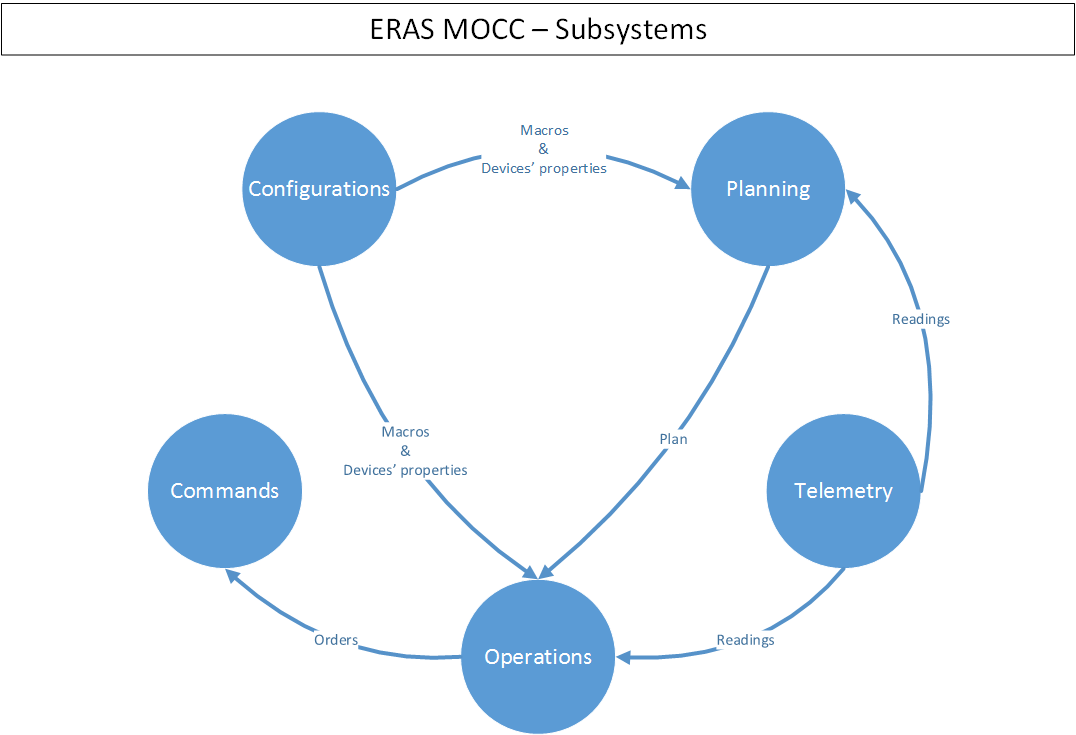 ERAS MOCC – Subsystems
Macros
&
Devices’ properties
Configurations
Planning
Readings
Macros
&
Devices’ properties
Plan
Commands
Telemetry
Orders
Readings
Operations